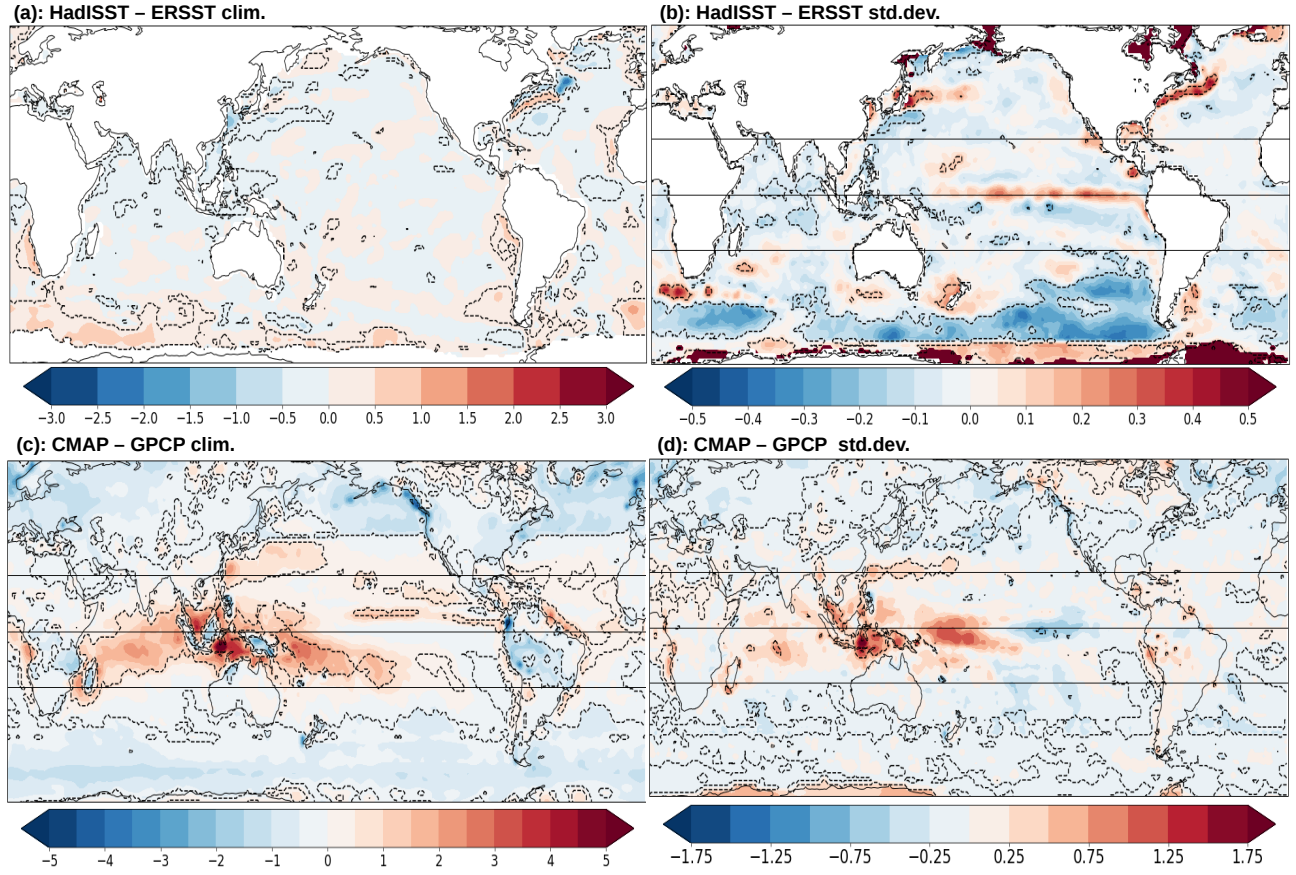 (a): HadISST – ERSST clim.
(b): HadISST – ERSST std.dev.
−3.0 −2.5 −2.0 −1.5 −1.0 −0.5 0.0 0.5 1.0 1.5 2.0 2.5 3.0
−0.5 −0.4 −0.3 −0.2 −0.1 0.0 0.1 0.2 0.3 0.4 0.5
(c): CMAP – GPCP clim.
(d): CMAP – GPCP std.dev.
−5 −4 −3 −2 −1 0 1 2 3 4 5
−1.75 −1.25 −0.75 −0.25 0.25 0.75 1.25 1.75